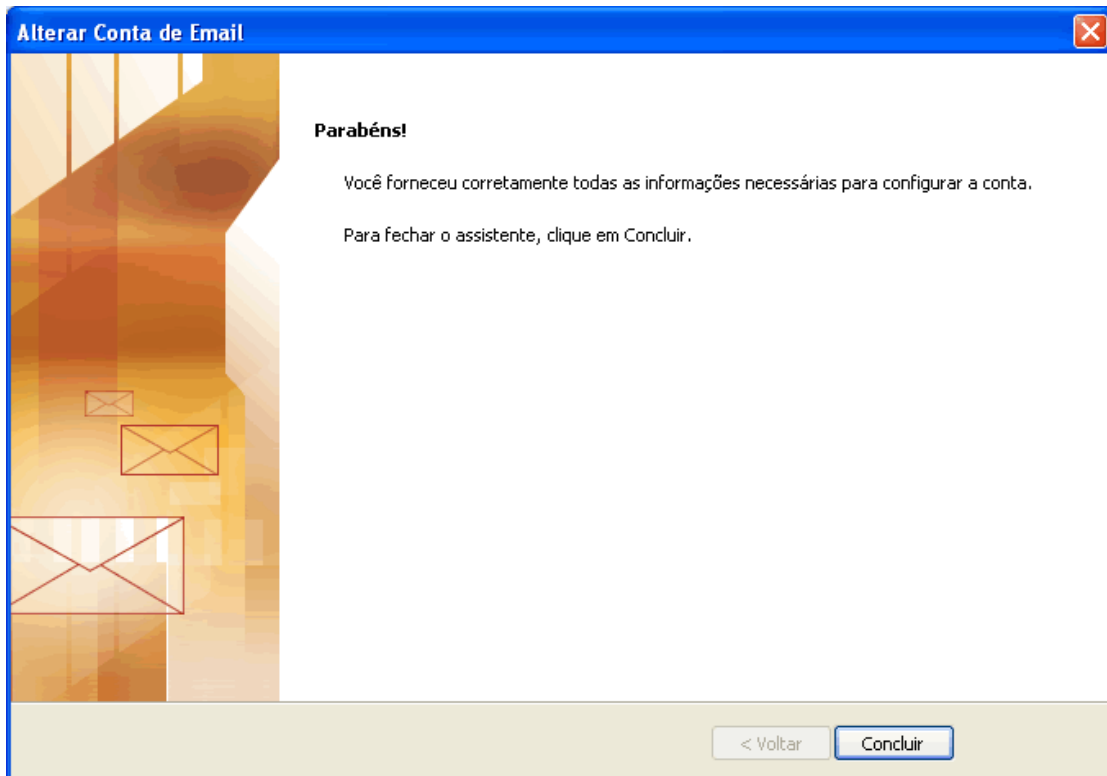 Alterar Conta de Email
Parabéns!
Você forneceu corretamente todas as informações necessárias para configurar a conta.
Para fechar o assistente, clique em Concluir.
< Voltar
Concluir